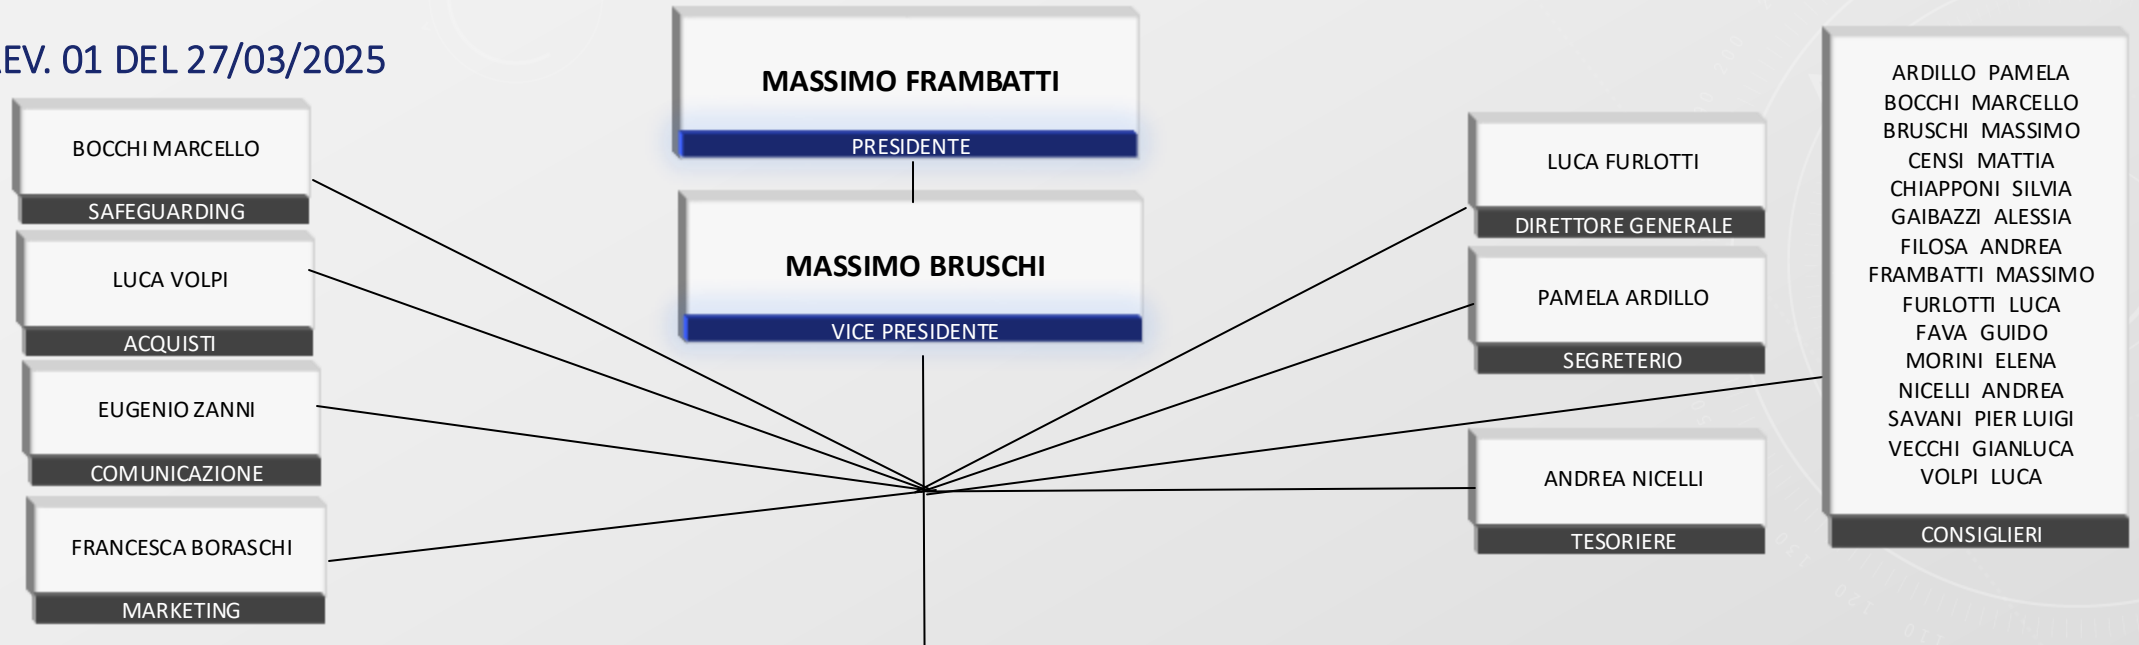 EV. 01 DEL 27/03/2025
MASSIMO FRAMBATTI
PRESIDENTE
MASSIMO BRUSCHI
VICE PRESIDENTE
BOCCHI MARCELLO
SAFEGUARDING
LUCA VOLPI
ACQUISTI
EUGENIO ZANNI
COMUNICAZIONE
FRANCESCA BORASCHI
MARKETING
LUCA FURLOTTI
DIRETTORE GENERALE
PAMELA ARDILLO
SEGRETERIO
ANDREA NICELLI
TESORIERE
ARDILLO PAMELA
BOCCHI MARCELLO
BRUSCHI MASSIMO
CENSI MATTIA
CHIAPPONI SILVIA
GAIBAZZI ALESSIA
FILOSA ANDREA
FRAMBATTI MASSIMO
FURLOTTI LUCA
FAVA GUIDO
MORINI ELENA
NICELLI ANDREA
SAVANI PIER LUIGI
VECCHI GIANLUCA
VOLPI LUCA
CONSIGLIERI